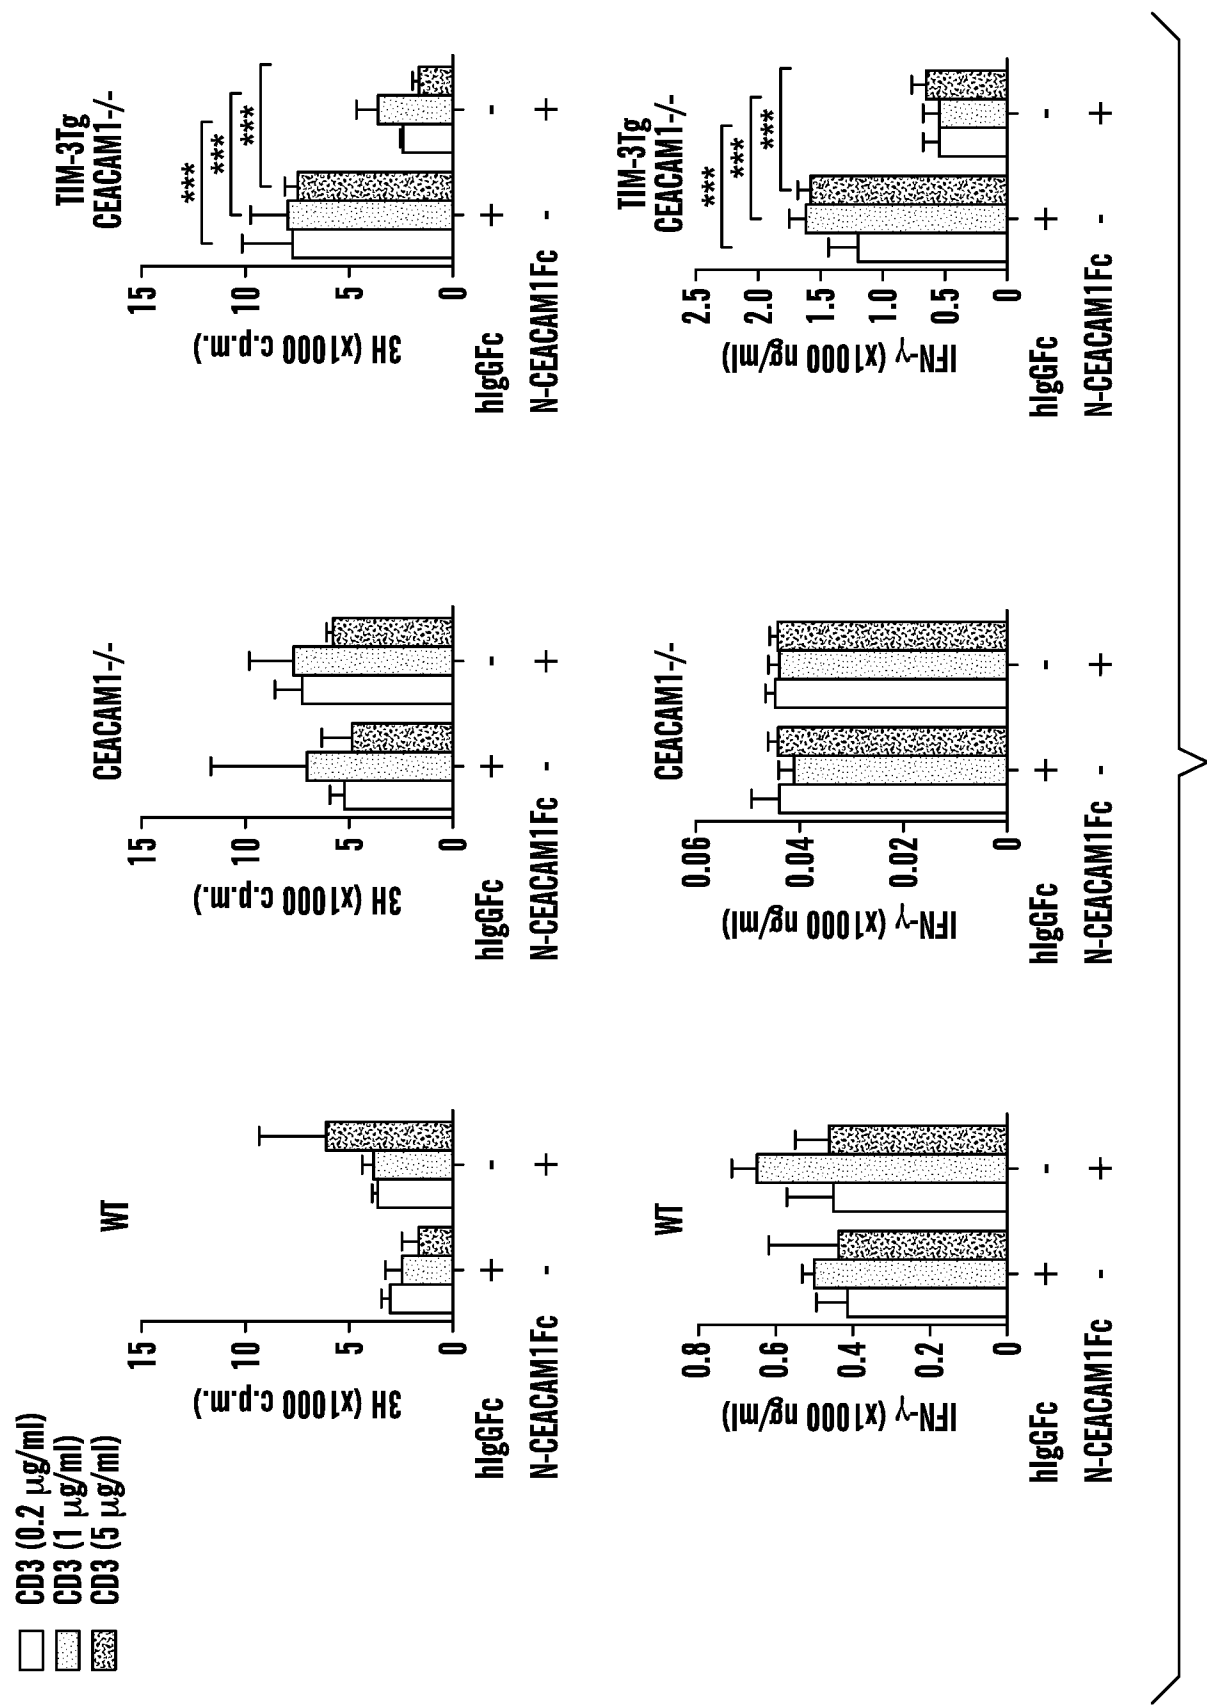 CD3 (0.2 μg/ml)
CD3 (1 μg/ml)
CD3 (5 μg/ml)
WT
3H (x1000 c.p.m.)
15
10
5
0
hIgGFc + -
N-CEACAM1Fc - +
CEACAM1-/-
3H (x1000 c.p.m.)
15
10
5
0
hIgGFc + -
N-CEACAM1Fc - +
TIM-3Tg
CEACAM1-/-
***
***
***
3H (x1000 c.p.m.)
15
10
5
0
hIgGFc + -
N-CEACAM1Fc - +
WT
IFN-γ (x1000 ng/ml)
0.8
0.6
0.4
0.2
0
hIgGFc + -
N-CEACAM1Fc - +
CEACAM1-/-
IFN-γ (x1000 ng/ml)
0.06
0.04
0.02
0
hIgGFc + -
N-CEACAM1Fc - +
TIM-3Tg
CEACAM1-/-
***
***
***
IFN-γ (x1000 ng/ml)
2.5
2.0
1.5
1.0
0.5
0
hIgGFc + -
N-CEACAM1Fc - +